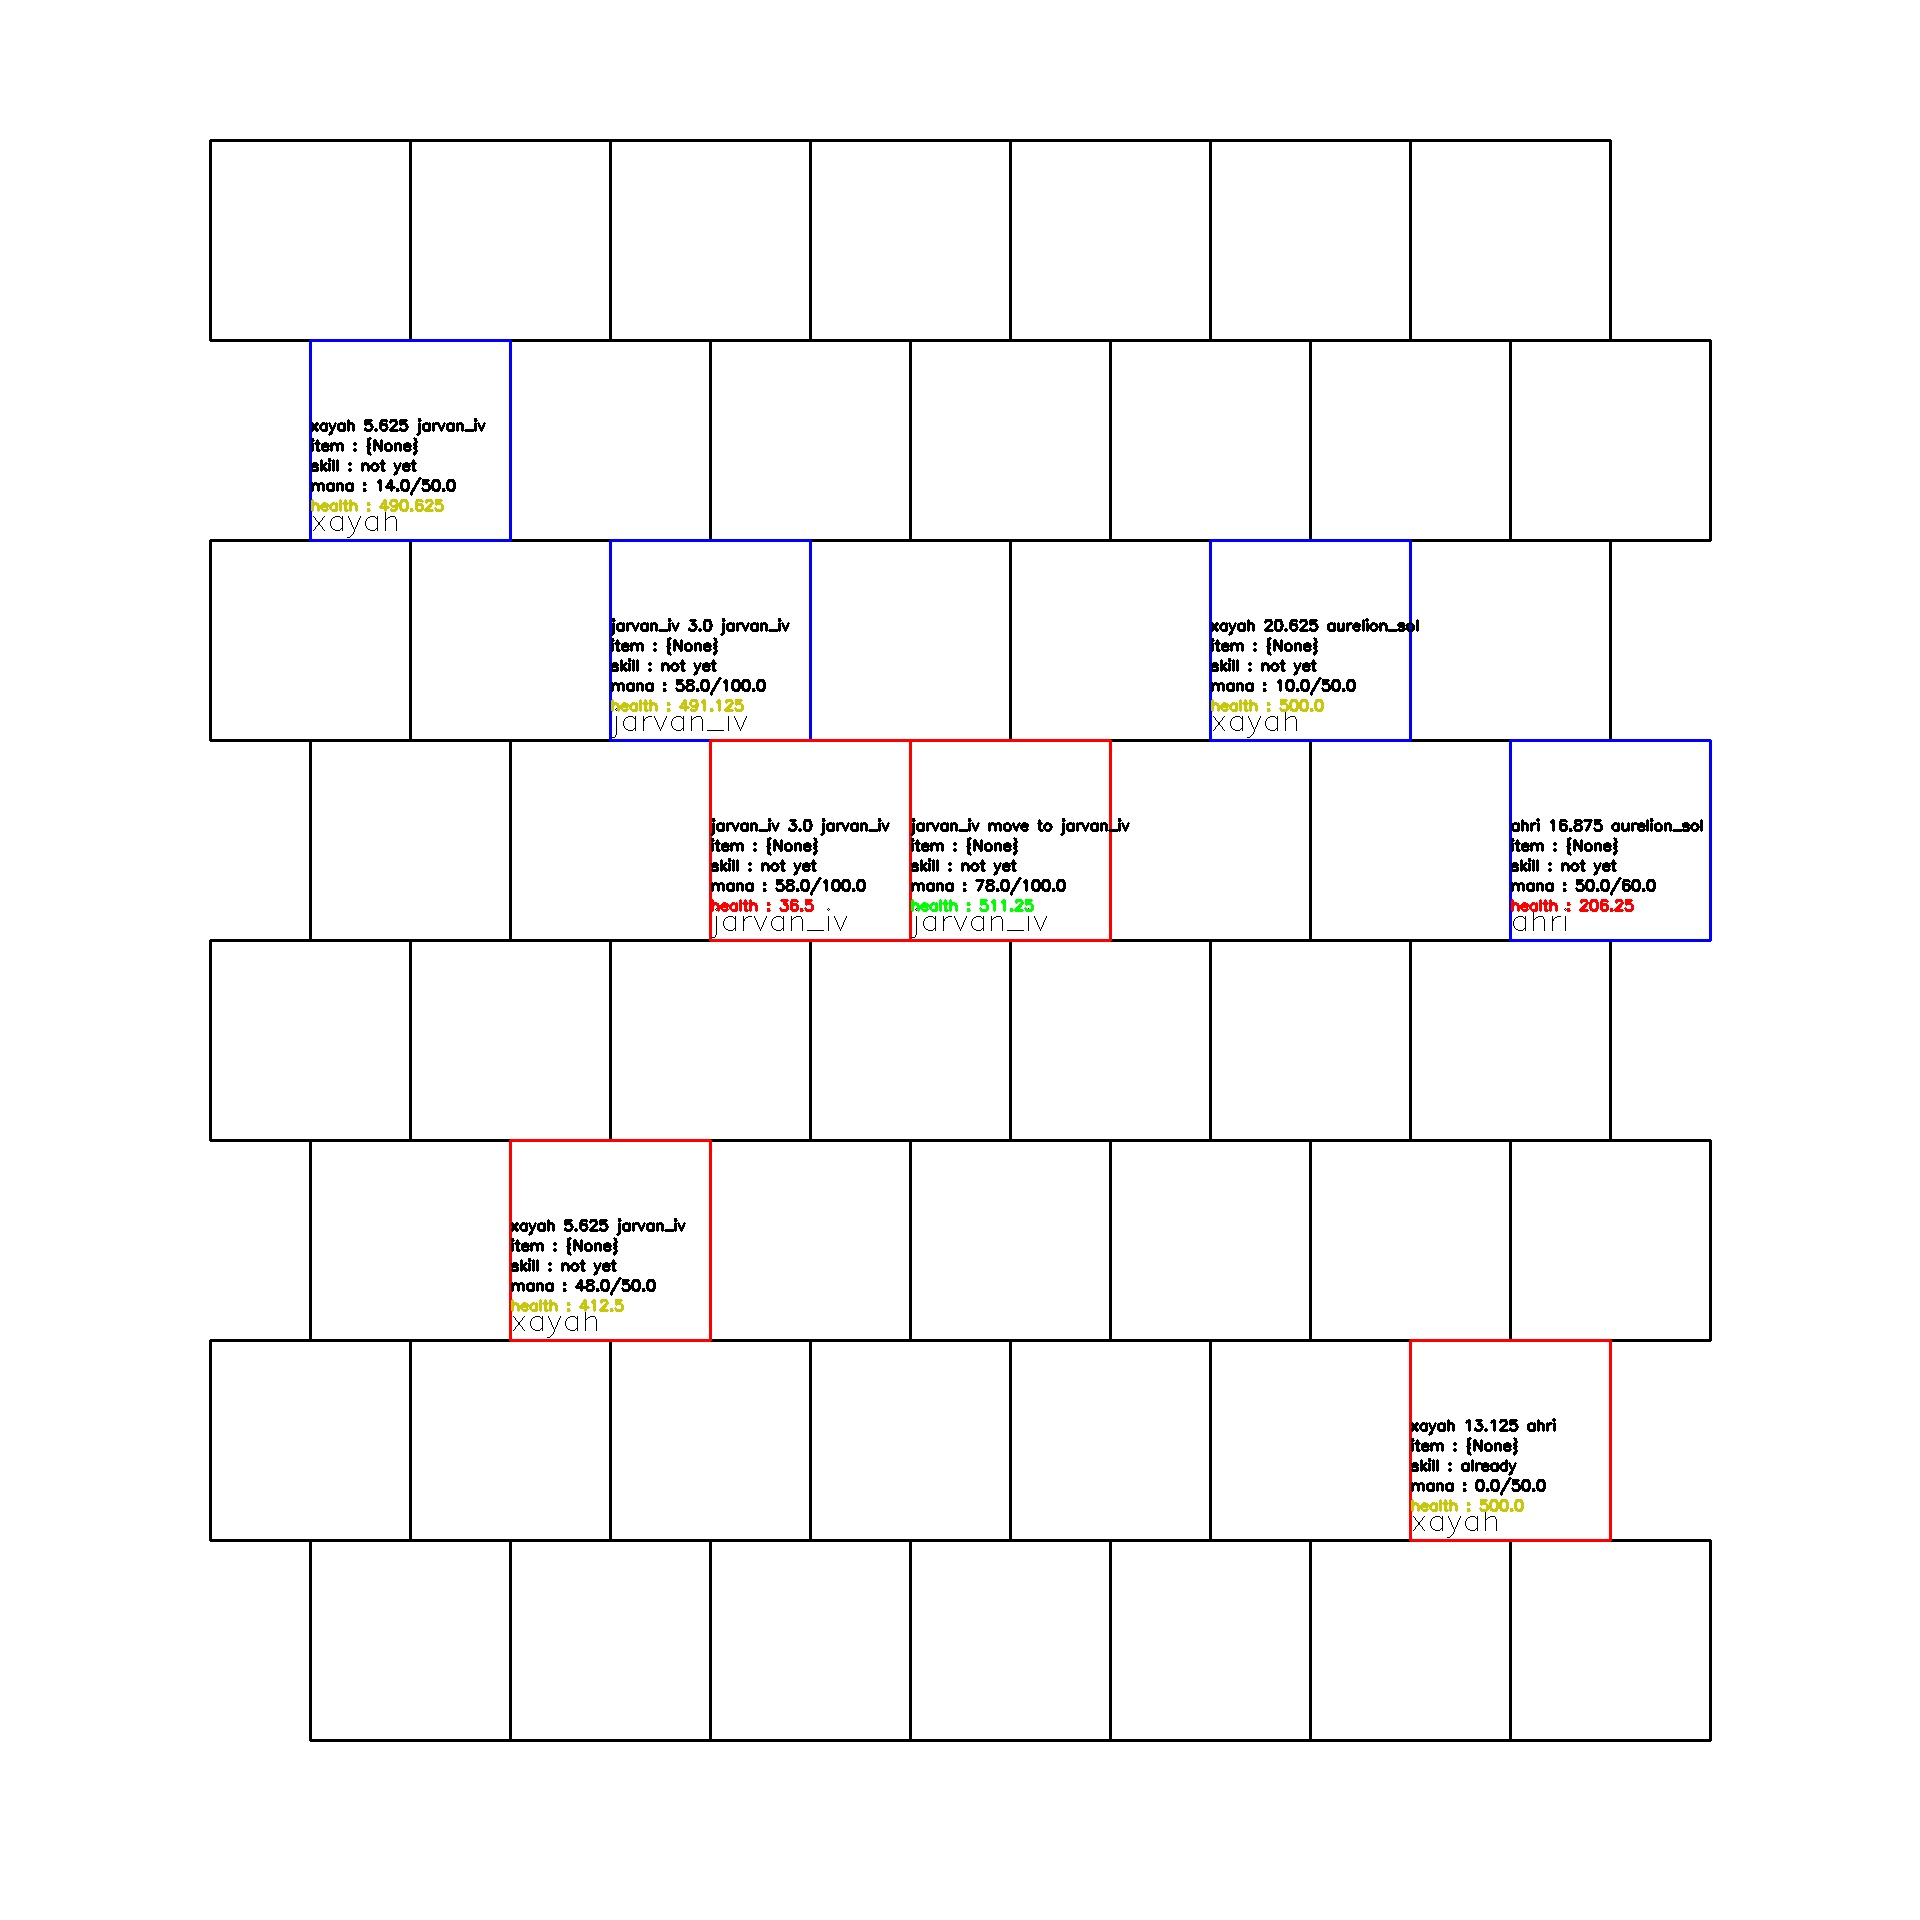 xayah 5.625 jarvan_iv
item : {None}
skill : not yet
mana : 14.0/50.0
health : 490.625
xayah
jarvan_iv 3.0 jarvan_iv
item : {None}
skill : not yet
mana : 58.0/100.0
health : 491.125
jarvan_iv
xayah 20.625 aurelion_sol
item : {None}
skill : not yet
mana : 10.0/50.0
health : 500.0
xayah
jarvan_iv 3.0 jarvan_iv
item : {None}
skill : not yet
mana : 58.0/100.0
health : 36.5
jarvan_iv
jarvan_iv move to jarvan_iv
item : {None}
skill : not yet
mana : 78.0/100.0
health : 511.25
jarvan_iv
ahri 16.875 aurelion_sol
item : {None}
skill : not yet
mana : 50.0/60.0
health : 206.25
ahri
xayah 5.625 jarvan_iv
item : {None}
skill : not yet
mana : 48.0/50.0
health : 412.5
xayah
xayah 13.125 ahri
item : {None}
skill : already
mana : 0.0/50.0
health : 500.0
xayah